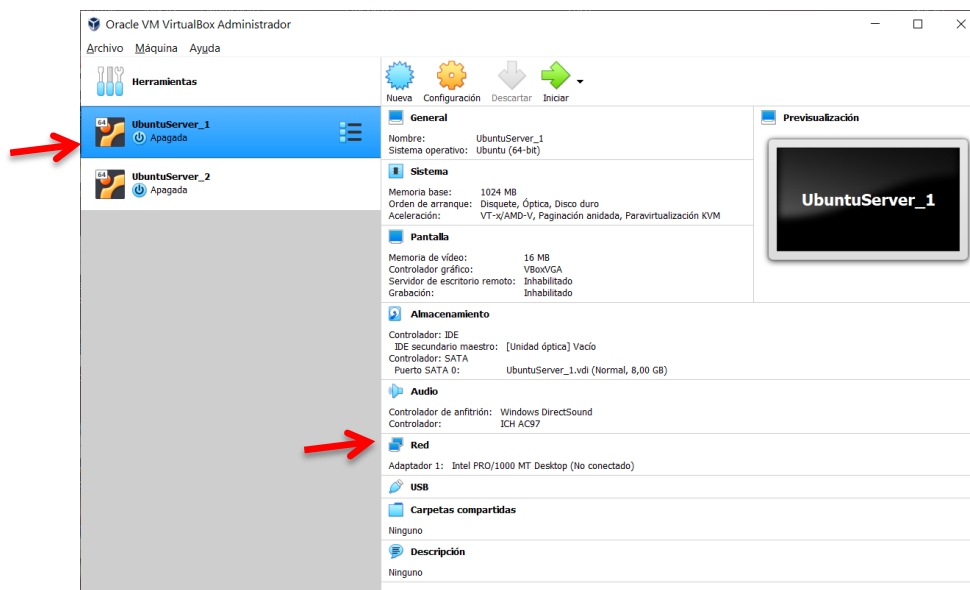 Oracle VM VirtualBox Administrador
Archivo Máquina Ayuda
Herramientas
Nueva Configuración Descartar Iniciar
64
UbuntuServer_1
Apagada
64
UbuntuServer_2
Apagada
General
Nombre: UbuntuServer_1
Sistema operativo: Ubuntu (64-bit)
Sistema
Memoria base: 1024 MB
Orden de arranque: Disquete, Óptica, Disco duro
Aceleración: VT-x/AMD-V, Paginación anidada, Paravirtualización KVM
Pantalla
Memoria de vídeo: 16 MB
Controlador gráfico: VBoxVGA
Servidor de escritorio remoto: Inhabilitado
Grabación: Inhabilitado
Previsualización
UbuntuServer_1
Almacenamiento
Controlador: IDE
IDE secundario maestro: [Unidad óptica] Vacío
Controlador: SATA
Puerto SATA 0: UbuntuServer_1.vdi (Normal, 8,00 GB)
Audio
Controlador de anfitrión: Windows DirectSound
Controlador: ICH AC97
Red
Adaptador 1: Intel PRO/1000 MT Desktop (No conectado)
USB
Carpetas compartidas
Ninguno
Descripción
Ninguno